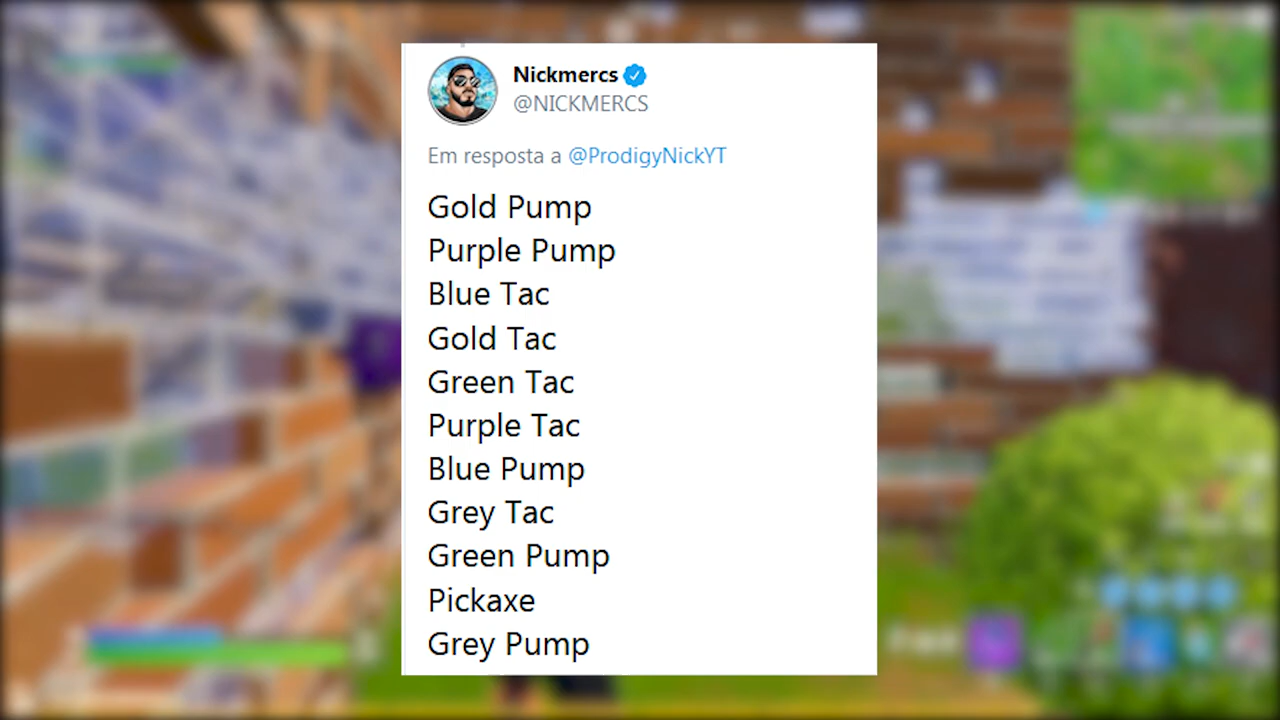 Nickmercs
@NICKMERCS
Em resposta a @ProdigyNickYT
Gold Pump
Purple Pump
Blue Tac
Gold Tac
Green Tac
Purple Tac
Blue Pump
Grey Tac
Green Pump
Pickaxe
Grey Pump